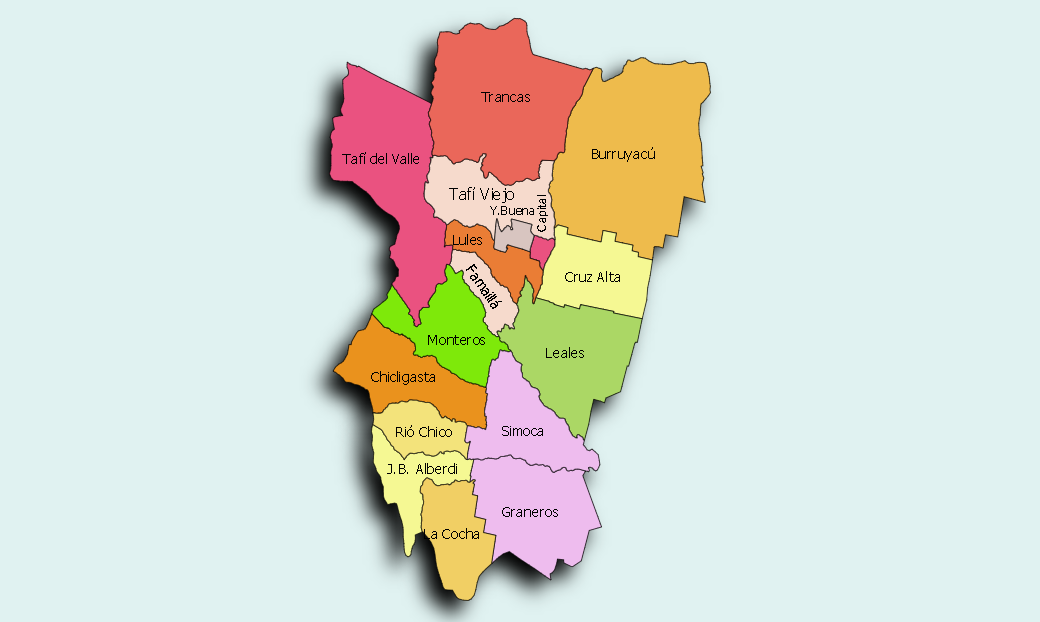 Trancas
Burruyacú
Tafí del Valle
Tafí Viejo
Y.Buena
Capital
Lules
Cruz Alta
Famaillá
Monteros
Leales
Chicligasta
Rió Chico
Simoca
J.B. Alberdi
Graneros
La Cocha